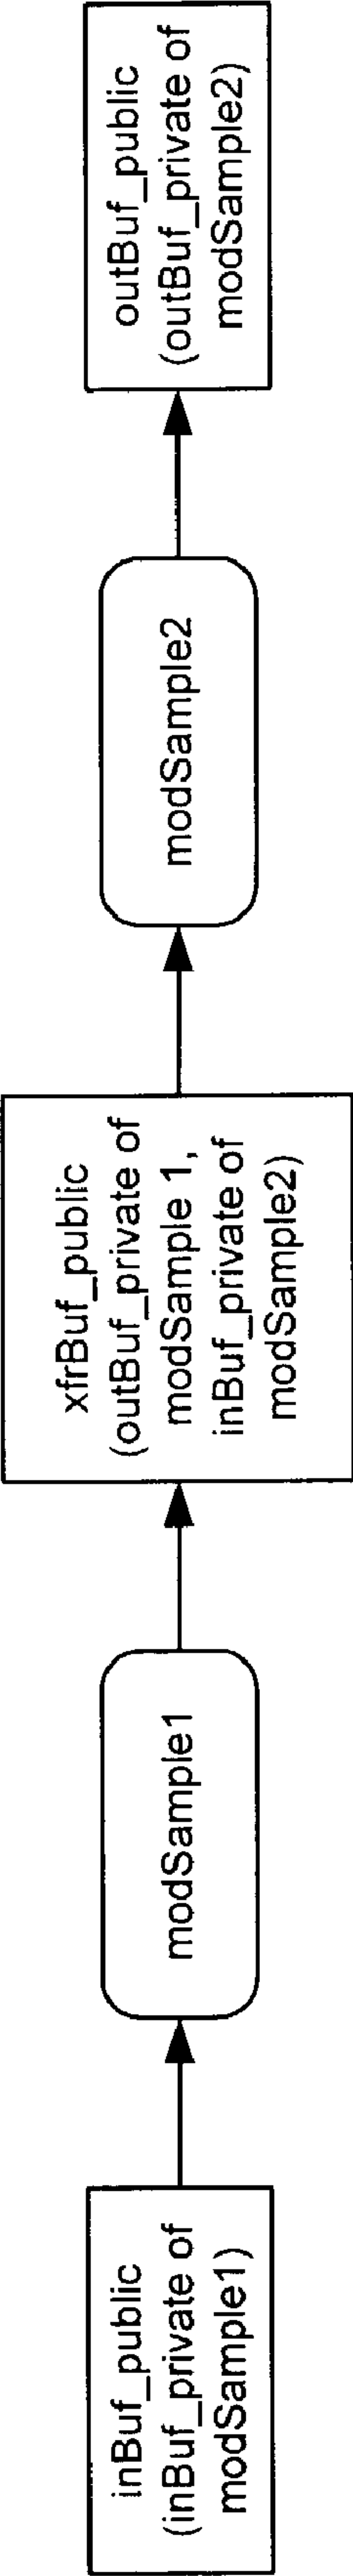 inBuf_public
(inBuf_private of
modSample1)
modSample1
xfrBuf_public
(outBuf_private of
modSample 1,
inBuf_private of
modSample2)
modSample2
outBuf_public
(outBuf_private of
modSample2)